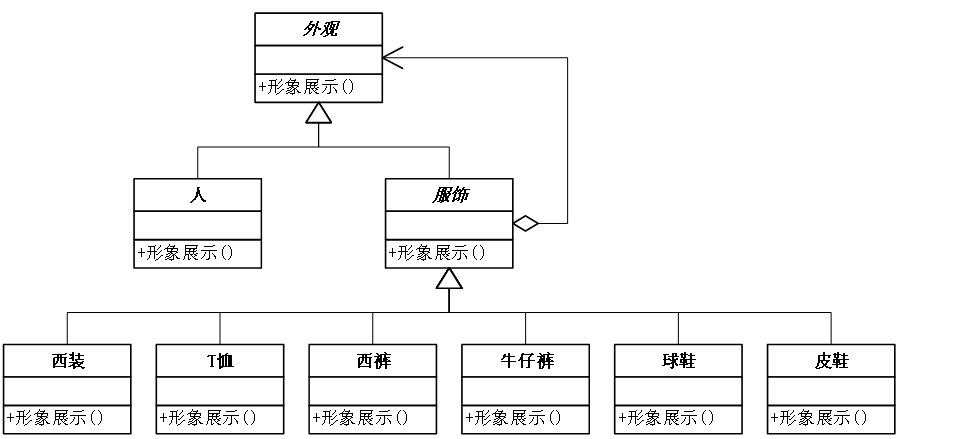 外观
+形象展示()
人
服饰
+形象展示()
+形象展示()
西装
T恤
西裤
牛仔裤
球鞋
皮鞋
+形象展示()
+形象展示()
+形象展示()
+形象展示()
+形象展示()
+形象展示()